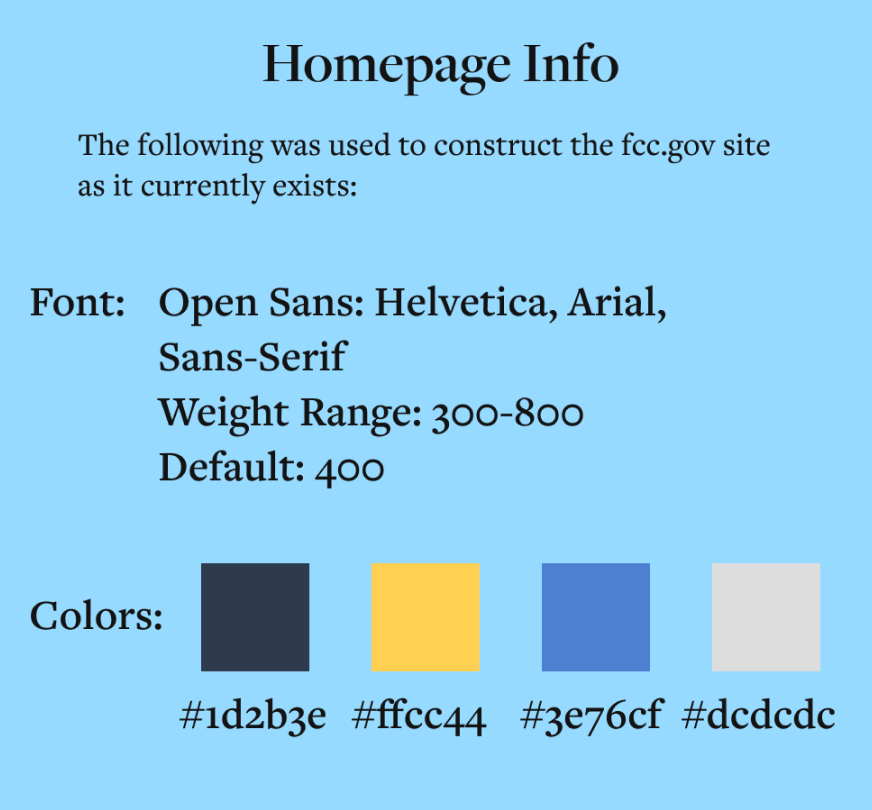 Homepage Info
The following was used to construct the fcc.gov site
as it currently exists:
Font: Open Sans: Helvetica, Arial,
Sans-Serif
Weight Range: 300-800
Default: 400
Colors:
#1d2b3e #ffcc44 #3e76cf #dcdcdc